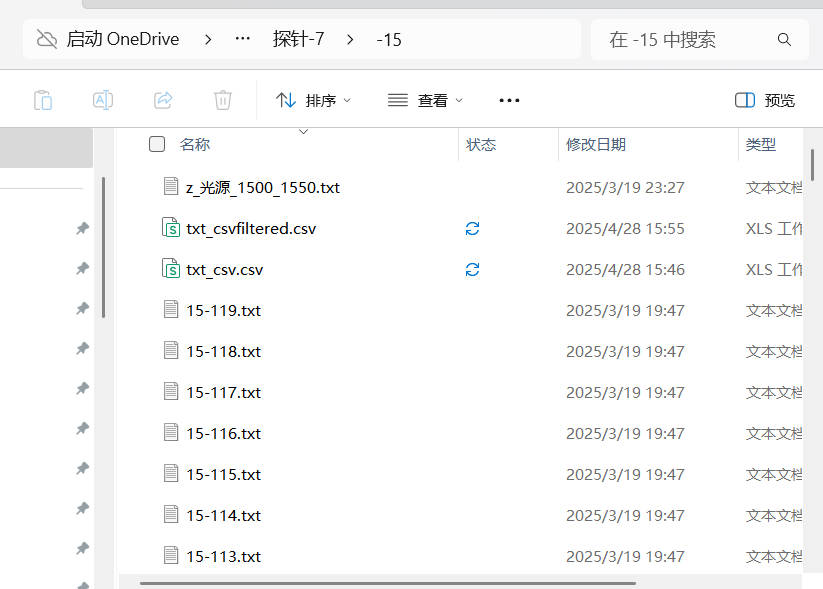 启动 OneDrive > ··· 探针-7 > -15 在 -15 中搜索
排序 查看 ··· 预览
名称 状态 修改日期 类型
z_光源_1500_1550.txt 2025/3/19 23:27 文本文档
txt_csvfiltered.csv 2025/4/28 15:55 XLS 工作
txt_csv.csv 2025/4/28 15:46 XLS 工作
15-119.txt 2025/3/19 19:47 文本文档
15-118.txt 2025/3/19 19:47 文本文档
15-117.txt 2025/3/19 19:47 文本文档
15-116.txt 2025/3/19 19:47 文本文档
15-115.txt 2025/3/19 19:47 文本文档
15-114.txt 2025/3/19 19:47 文本文档
15-113.txt 2025/3/19 19:47 文本文档